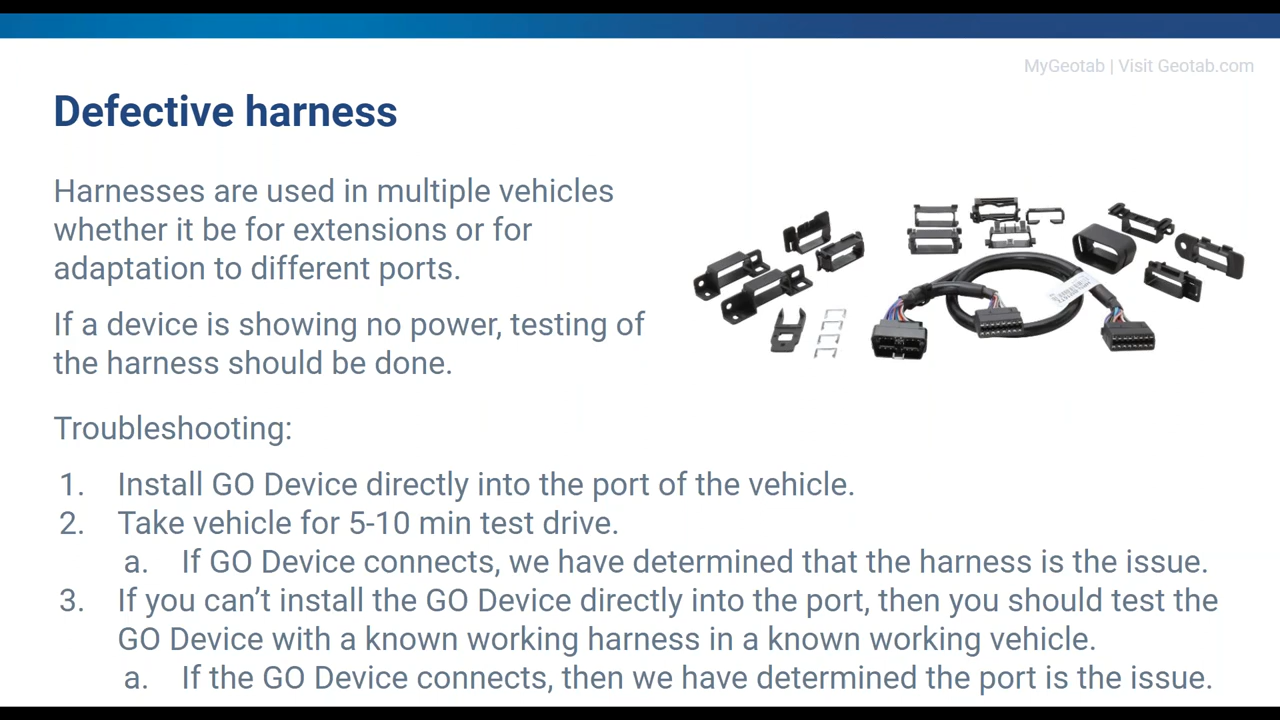 MyGeotab | Visit Geotab.com
Defective harness
Harnesses are used in multiple vehicles
whether it be for extensions or for
adaptation to different ports.
If a device is showing no power, testing of
the harness should be done.
Troubleshooting:
1. Install GO Device directly into the port of the vehicle.
2. Take vehicle for 5-10 min test drive.
a. If GO Device connects, we have determined that the harness is the issue.
3. If you can’t install the GO Device directly into the port, then you should test the
GO Device with a known working harness in a known working vehicle.
a. If the GO Device connects, then we have determined the port is the issue.